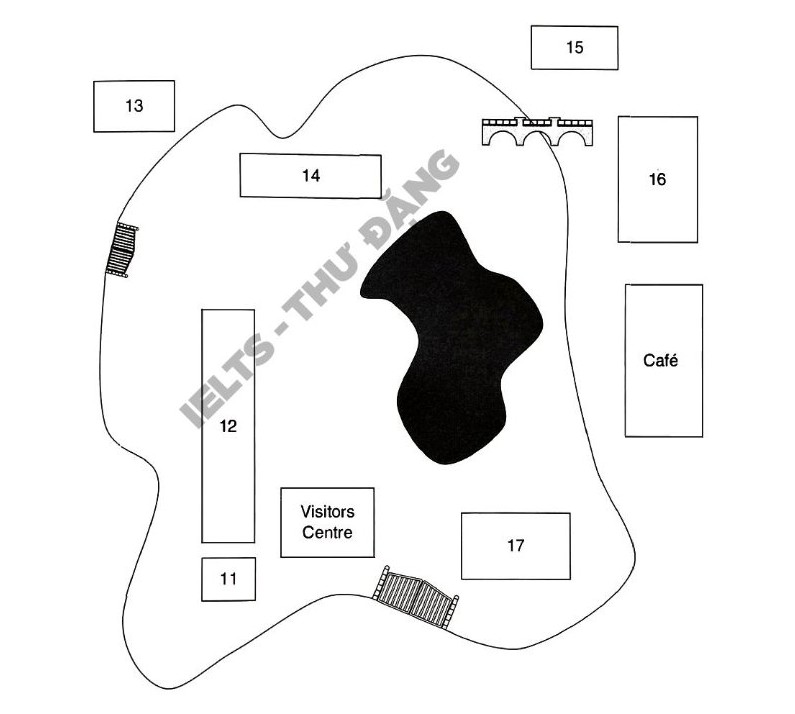 15
13
14
16
IELTS - THƯ ĐẶNG
Café
12
Visitors
Centre
17
11